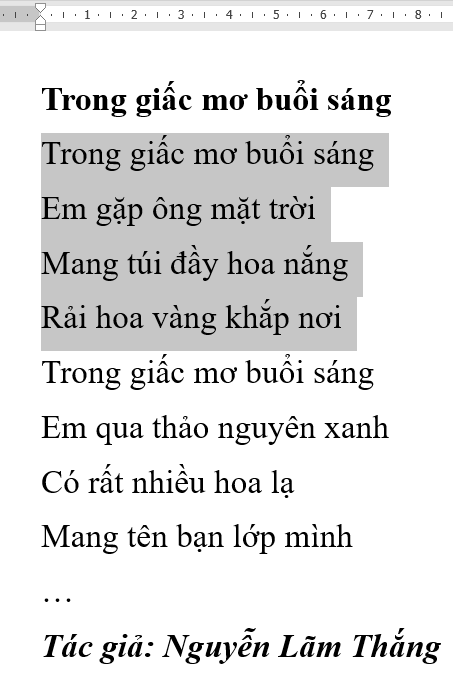 1 2 3 4 5 6 7 8
Trong giấc mơ buổi sáng
Trong giấc mơ buổi sáng
Em gặp ông mặt trời
Mang túi đầy hoa nắng
Rải hoa vàng khắp nơi
Trong giấc mơ buổi sáng
Em qua thảo nguyên xanh
Có rất nhiều hoa lạ
Mang tên bạn lớp mình
…
Tác giả: Nguyễn Lãm Thắng